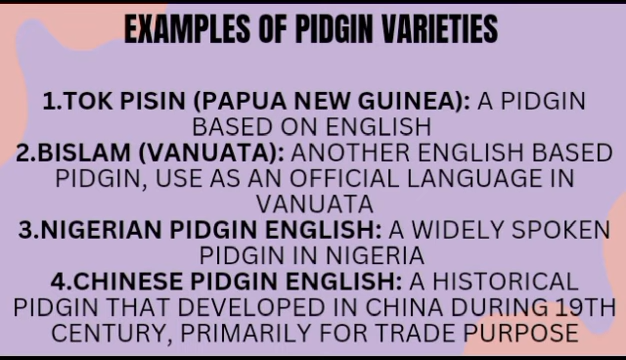 EXAMPLES OF PIDGIN VARIETIES
1.TOK PISIN (PAPUA NEW GUINEA): A PIDGIN
BASED ON ENGLISH
2.BISLAM (VANUATA): ANOTHER ENGLISH BASED
PIDGIN, USE AS AN OFFICIAL LANGUAGE IN
VANUATA
3.NIGERIAN PIDGIN ENGLISH: A WIDELY SPOKEN
PIDGIN IN NIGERIA
4.CHINESE PIDGIN ENGLISH: A HISTORICAL
PIDGIN THAT DEVELOPED IN CHINA DURING 19TH
CENTURY, PRIMARILY FOR TRADE PURPOSE